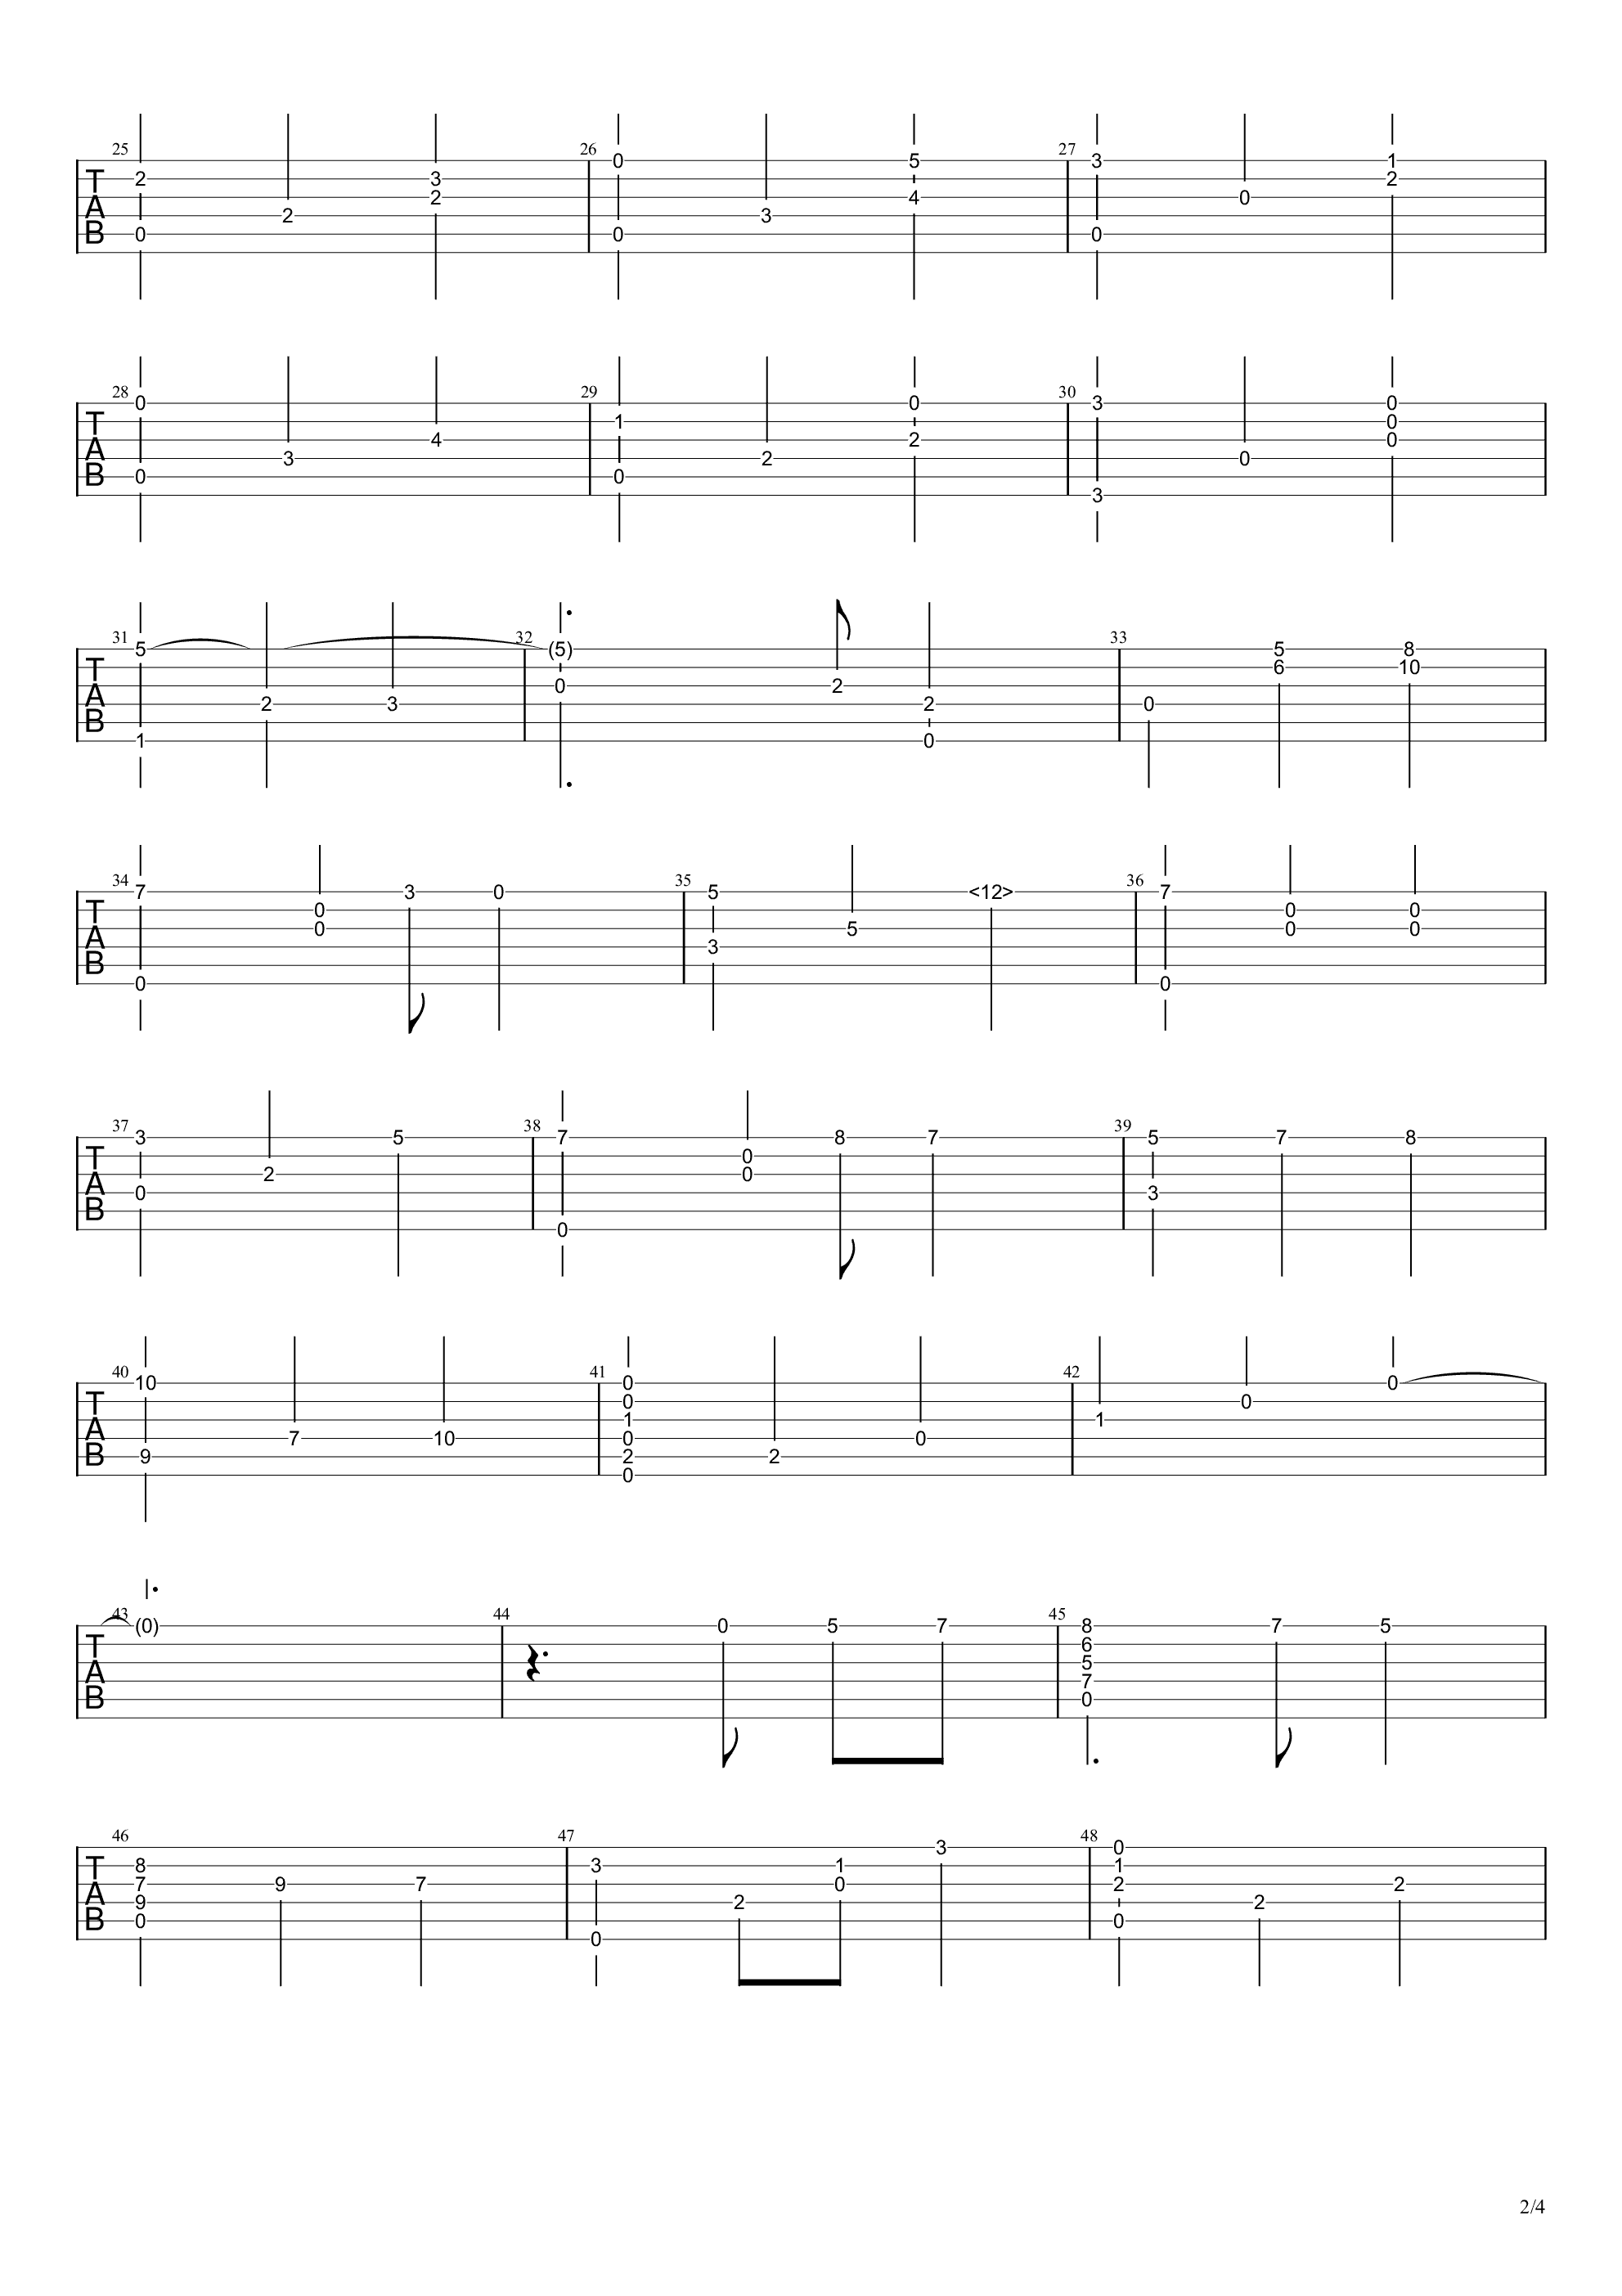 25 26 27
0 5 3 1
T 2 3 2
2 4 0
A 2 3
B 0 0 0
28 29 30
0 0 3 0
T 1 0
4 2 0
A 3 2 0
B 0 0
3
31 32 33
5 (5) 5 8
T 6 10
0 2
A 2 3 2 0
B
1 0
34 35 36
7 3 0 5 <12> 7
T 0 0 0
0 5 0 0
A 3
B
0 0
37 38 39
3 5 7 8 7 5 7 8
T 0
2 0
A 0 3
B
0
40 41 42
10 0 0
T 0 0
1 1
A 7 10 0 0
B 9 2 2
0
43 44 45
(0) 0 5 7 8 7 5
T 6
5
A 7
B 0
46 47 48
3 0
T 8 3 1 1
7 9 7 0 2 2
A 9 2 2
B 0 0
0
2/4